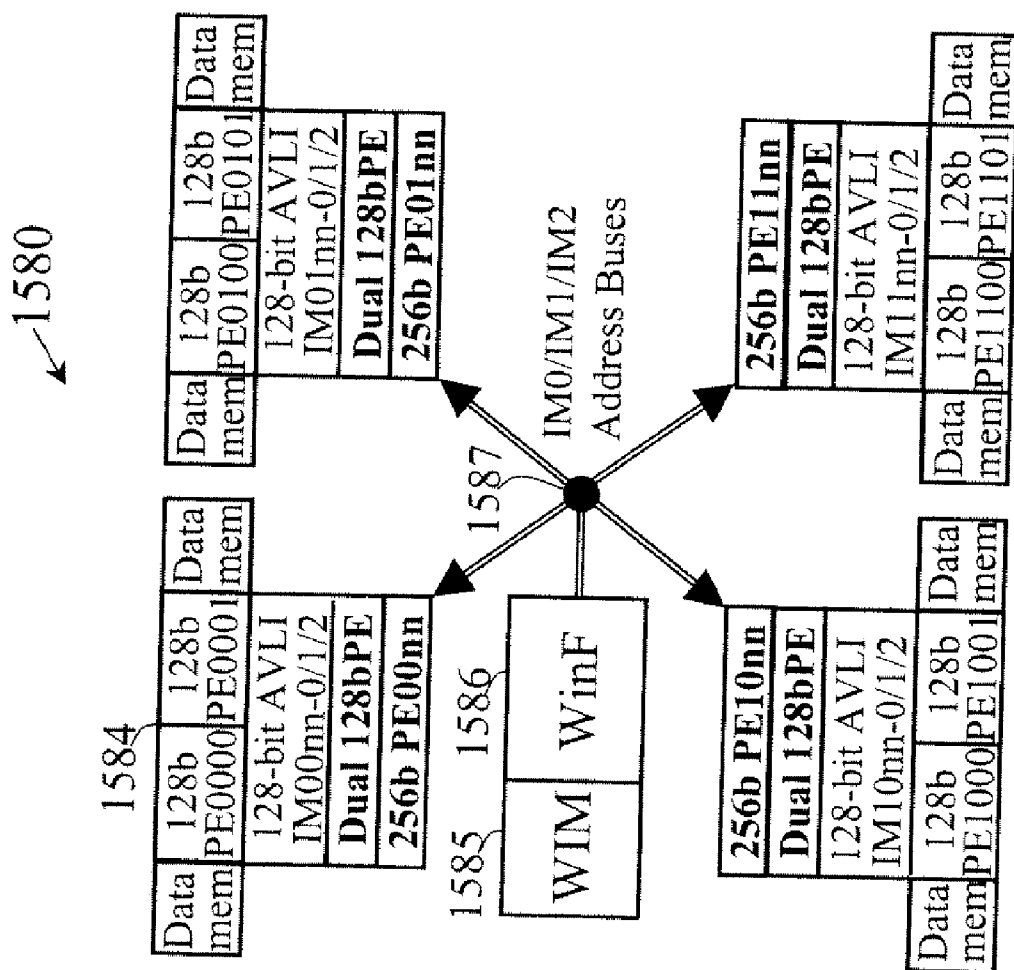 1580
1584
Data mem
128b PE0000
128b PE0001
Data mem
128-bit AVLI
IM00nn-0/1/2
Dual 128bPE
256b PE00nn
Data mem
128b PE0100
128b PE0101
Data mem
128-bit AVLI
IM01nn-0/1/2
Dual 128bPE
256b PE01nn
1585
1586
1587
WIM
WinF
IM0/IM1/IM2
Address Buses
256b PE10nn
Dual 128bPE
128-bit AVLI
IM10nn-0/1/2
Data mem
128b PE1000
128b PE1001
Data mem
256b PE11nn
Dual 128bPE
128-bit AVLI
IM11nn-0/1/2
Data mem
128b PE1100
128b PE1101
Data mem